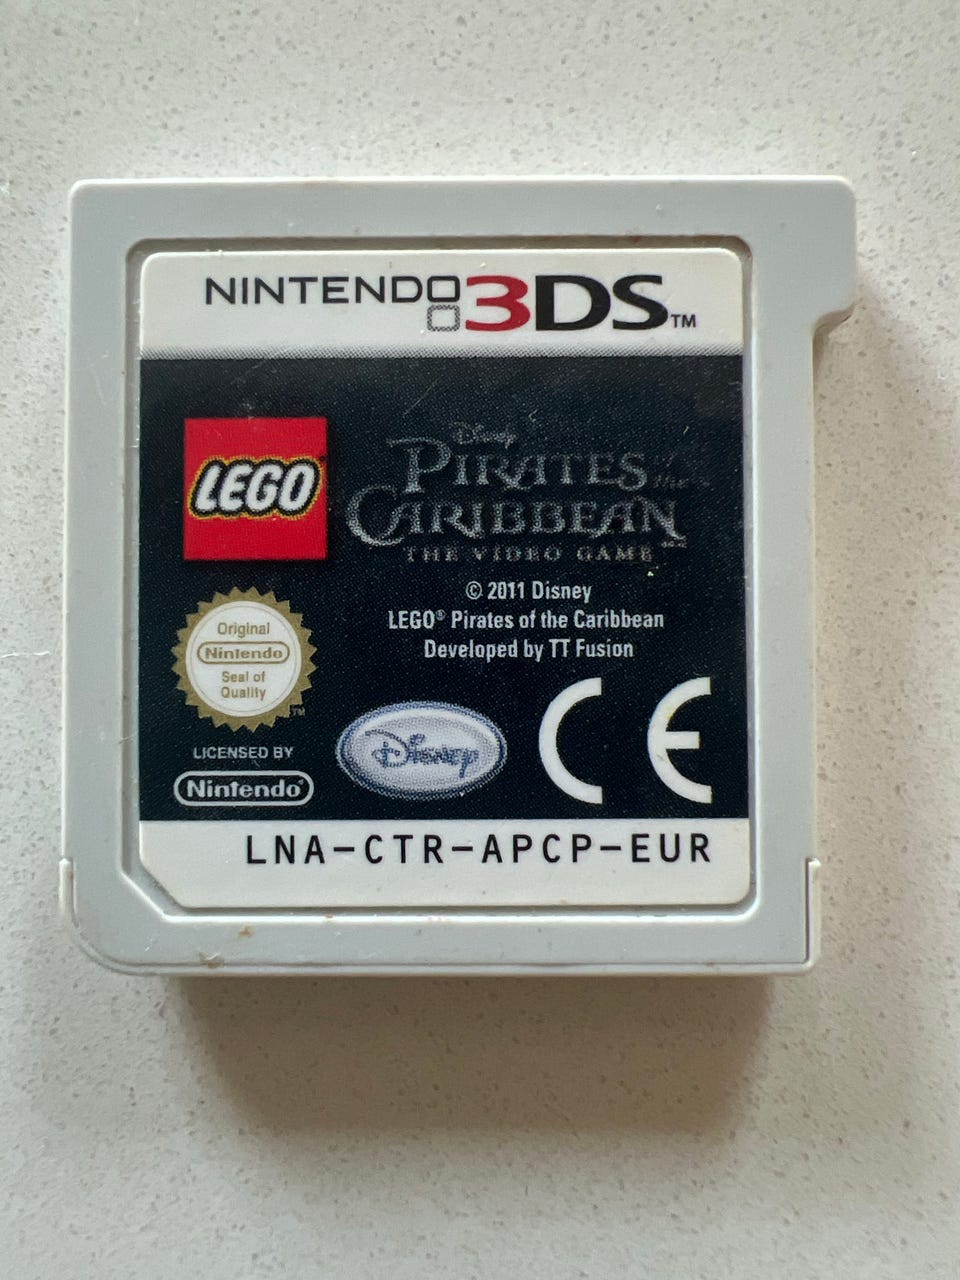 NINTENDO 3DS™
LEGO
Disney
PIRATES of the
CARIBBEAN
THE VIDEO GAME
© 2011 Disney
LEGO® Pirates of the Caribbean
Developed by TT Fusion
Original
Nintendo
Seal of
Quality
TM
LICENSED BY
Nintendo®
Disney
CE
LNA-CTR-APCP-EUR